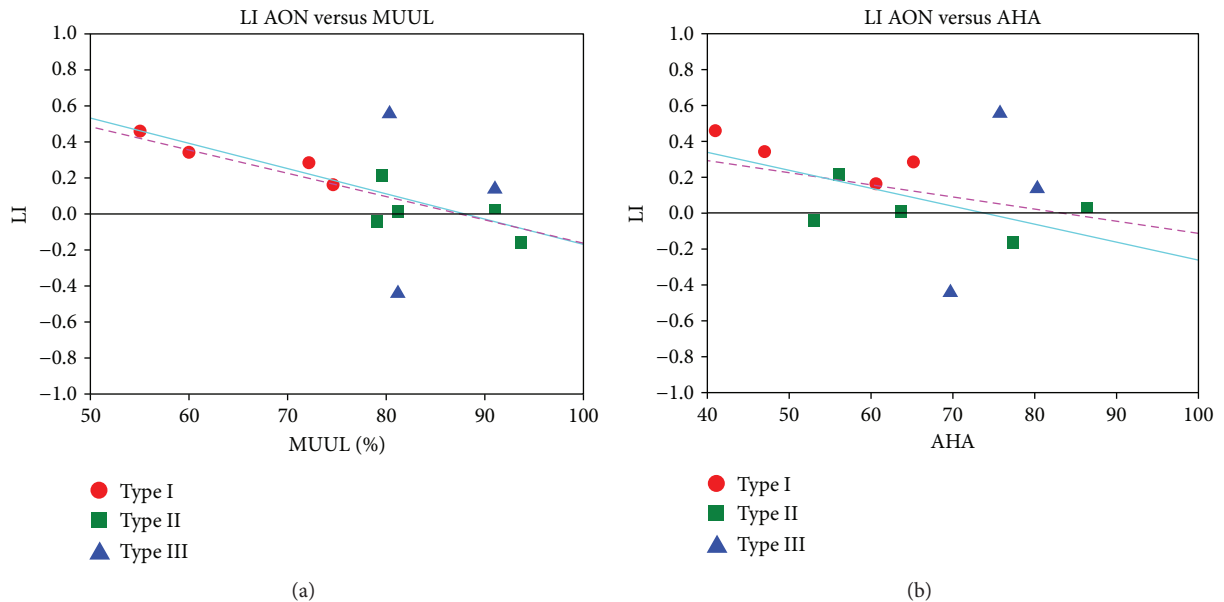 LI AON versus MUUL
1.0
0.8
0.6
0.4
0.2
0.0
−0.2
−0.4
−0.6
−0.8
−1.0
LI
50 60 70 80 90 100
MUUL (%)
Type I
Type II
Type III
(a)
LI AON versus AHA
1.0
0.8
0.6
0.4
0.2
0.0
−0.2
−0.4
−0.6
−0.8
−1.0
LI
40 50 60 70 80 90 100
AHA
Type I
Type II
Type III
(b)